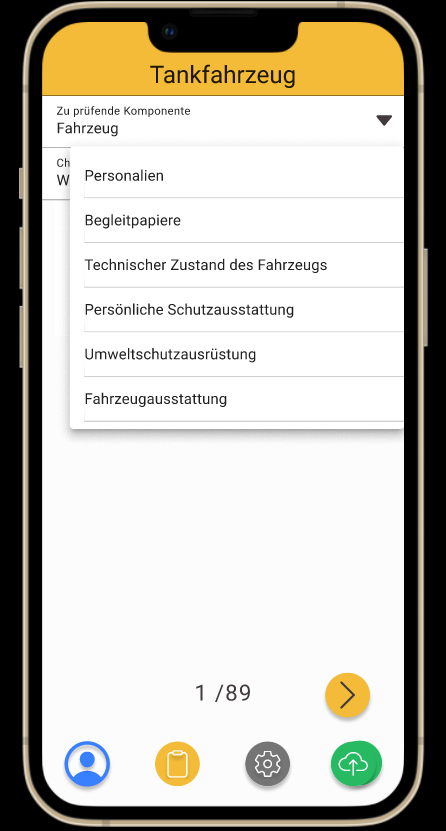 Tankfahrzeug
Zu prüfende Komponente
Fahrzeug
Ch
W
Personalien
Begleitpapiere
Technischer Zustand des Fahrzeugs
Persönliche Schutzausstattung
Umweltschutzausrüstung
Fahrzeugausstattung
1 /89